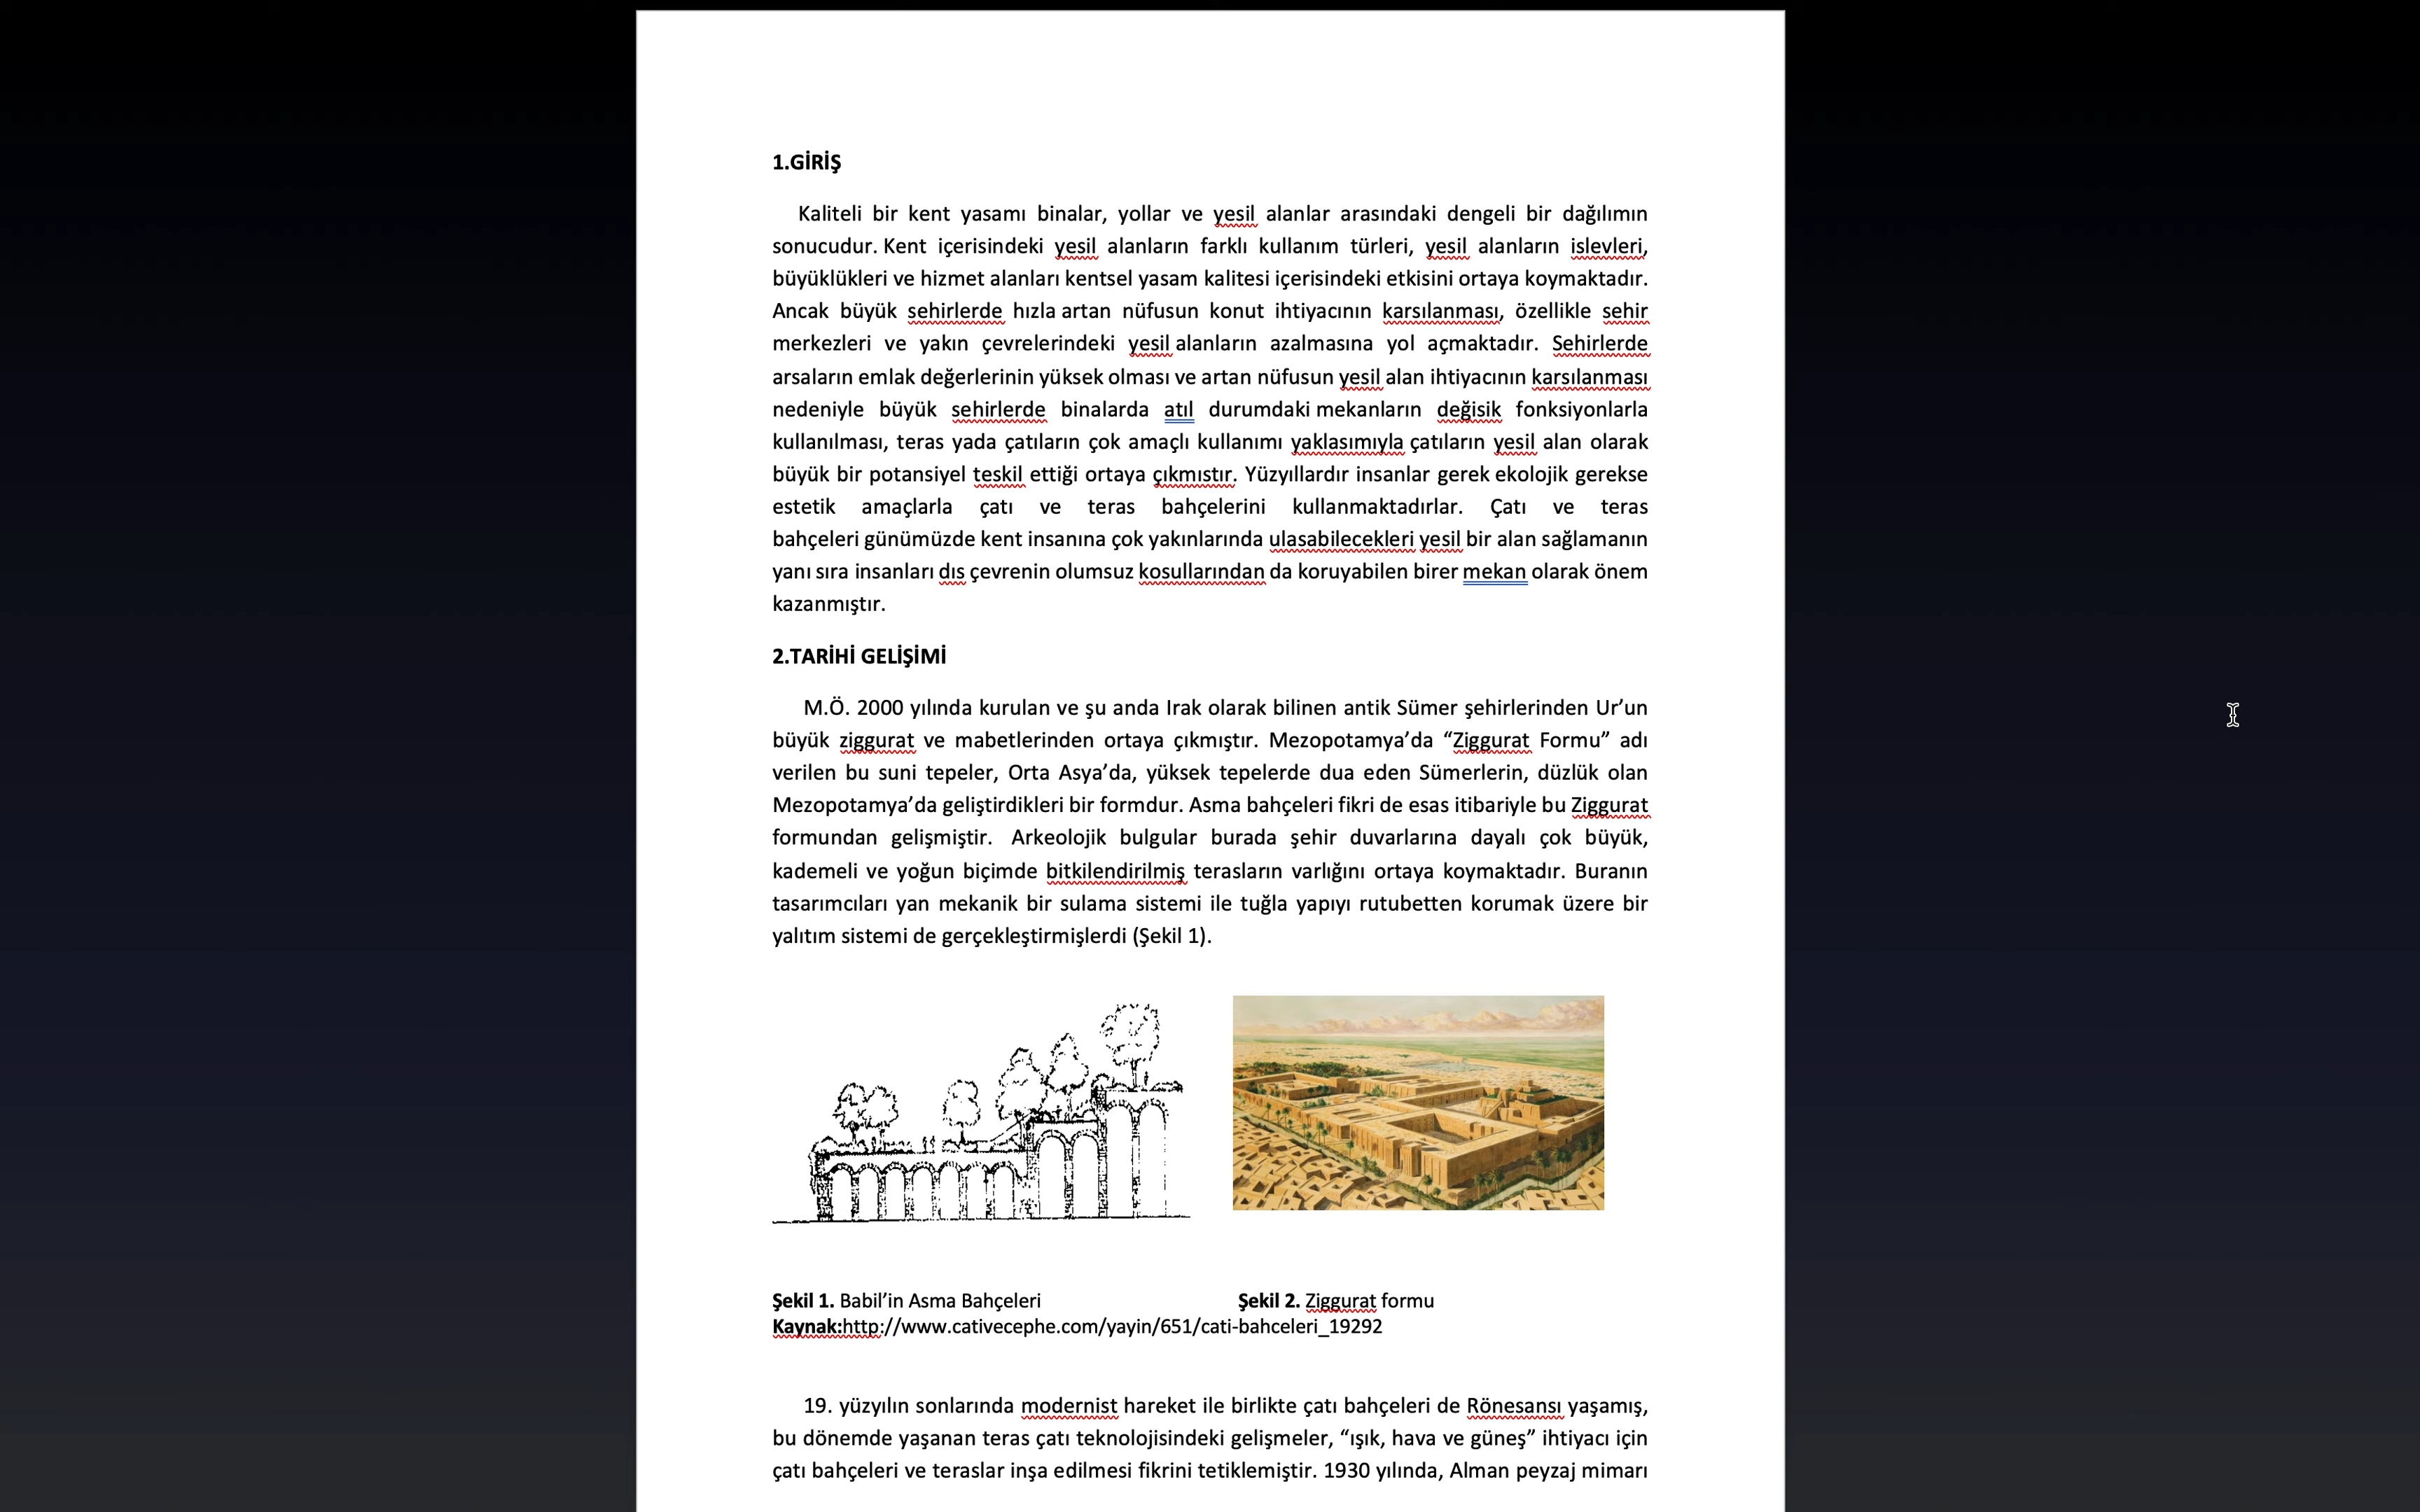 1.GİRİŞ
Kaliteli bir kent yasamı binalar, yollar ve yesil alanlar arasındaki dengeli bir dağılımın
sonucudur. Kent içerisindeki yesil alanların farklı kullanım türleri, yesil alanların islevleri,
büyüklükleri ve hizmet alanları kentsel yasam kalitesi içerisindeki etkisini ortaya koymaktadır.
Ancak büyük sehirlerde hızla artan nüfusun konut ihtiyacının karsılanması, özellikle sehir
merkezleri ve yakın çevrelerindeki yesil alanların azalmasına yol açmaktadır. Sehirlerde
arsaların emlak değerlerinin yüksek olması ve artan nüfusun yesil alan ihtiyacının karsılanması
nedeniyle büyük sehirlerde binalarda atıl durumdaki mekanların değisik fonksiyonlarla
kullanılması, teras yada çatıların çok amaçlı kullanımı yaklasımıyla çatıların yesil alan olarak
büyük bir potansiyel teskil ettiği ortaya çıkmıstır. Yüzyıllardır insanlar gerek ekolojik gerekse
estetik amaçlarla çatı ve teras bahçelerini kullanmaktadırlar. Çatı ve teras
bahçeleri günümüzde kent insanına çok yakınlarında ulasabilecekleri yesil bir alan sağlamanın
yanı sıra insanları dıs çevrenin olumsuz kosullarından da koruyabilen birer mekan olarak önem
kazanmıştır.
2.TARİHİ GELİŞİMİ
M.Ö. 2000 yılında kurulan ve şu anda Irak olarak bilinen antik Sümer şehirlerinden Ur’un
büyük ziggurat ve mabetlerinden ortaya çıkmıştır. Mezopotamya’da “Ziggurat Formu” adı
verilen bu suni tepeler, Orta Asya’da, yüksek tepelerde dua eden Sümerlerin, düzlük olan
Mezopotamya’da geliştirdikleri bir formdur. Asma bahçeleri fikri de esas itibariyle bu Ziggurat
formundan gelişmiştir. Arkeolojik bulgular burada şehir duvarlarına dayalı çok büyük,
kademeli ve yoğun biçimde bitkilendirilmiş terasların varlığını ortaya koymaktadır. Buranın
tasarımcıları yan mekanik bir sulama sistemi ile tuğla yapıyı rutubetten korumak üzere bir
yalıtım sistemi de gerçekleştirmişlerdi (Şekil 1).
Şekil 1. Babil’in Asma Bahçeleri Şekil 2. Ziggurat formu
Kaynak:http://www.cativecephe.com/yayin/651/cati-bahceleri_19292
19. yüzyılın sonlarında modernist hareket ile birlikte çatı bahçeleri de Rönesansı yaşamış,
bu dönemde yaşanan teras çatı teknolojisindeki gelişmeler, “ışık, hava ve güneş” ihtiyacı için
çatı bahçeleri ve teraslar inşa edilmesi fikrini tetiklemiştir. 1930 yılında, Alman peyzaj mimarı